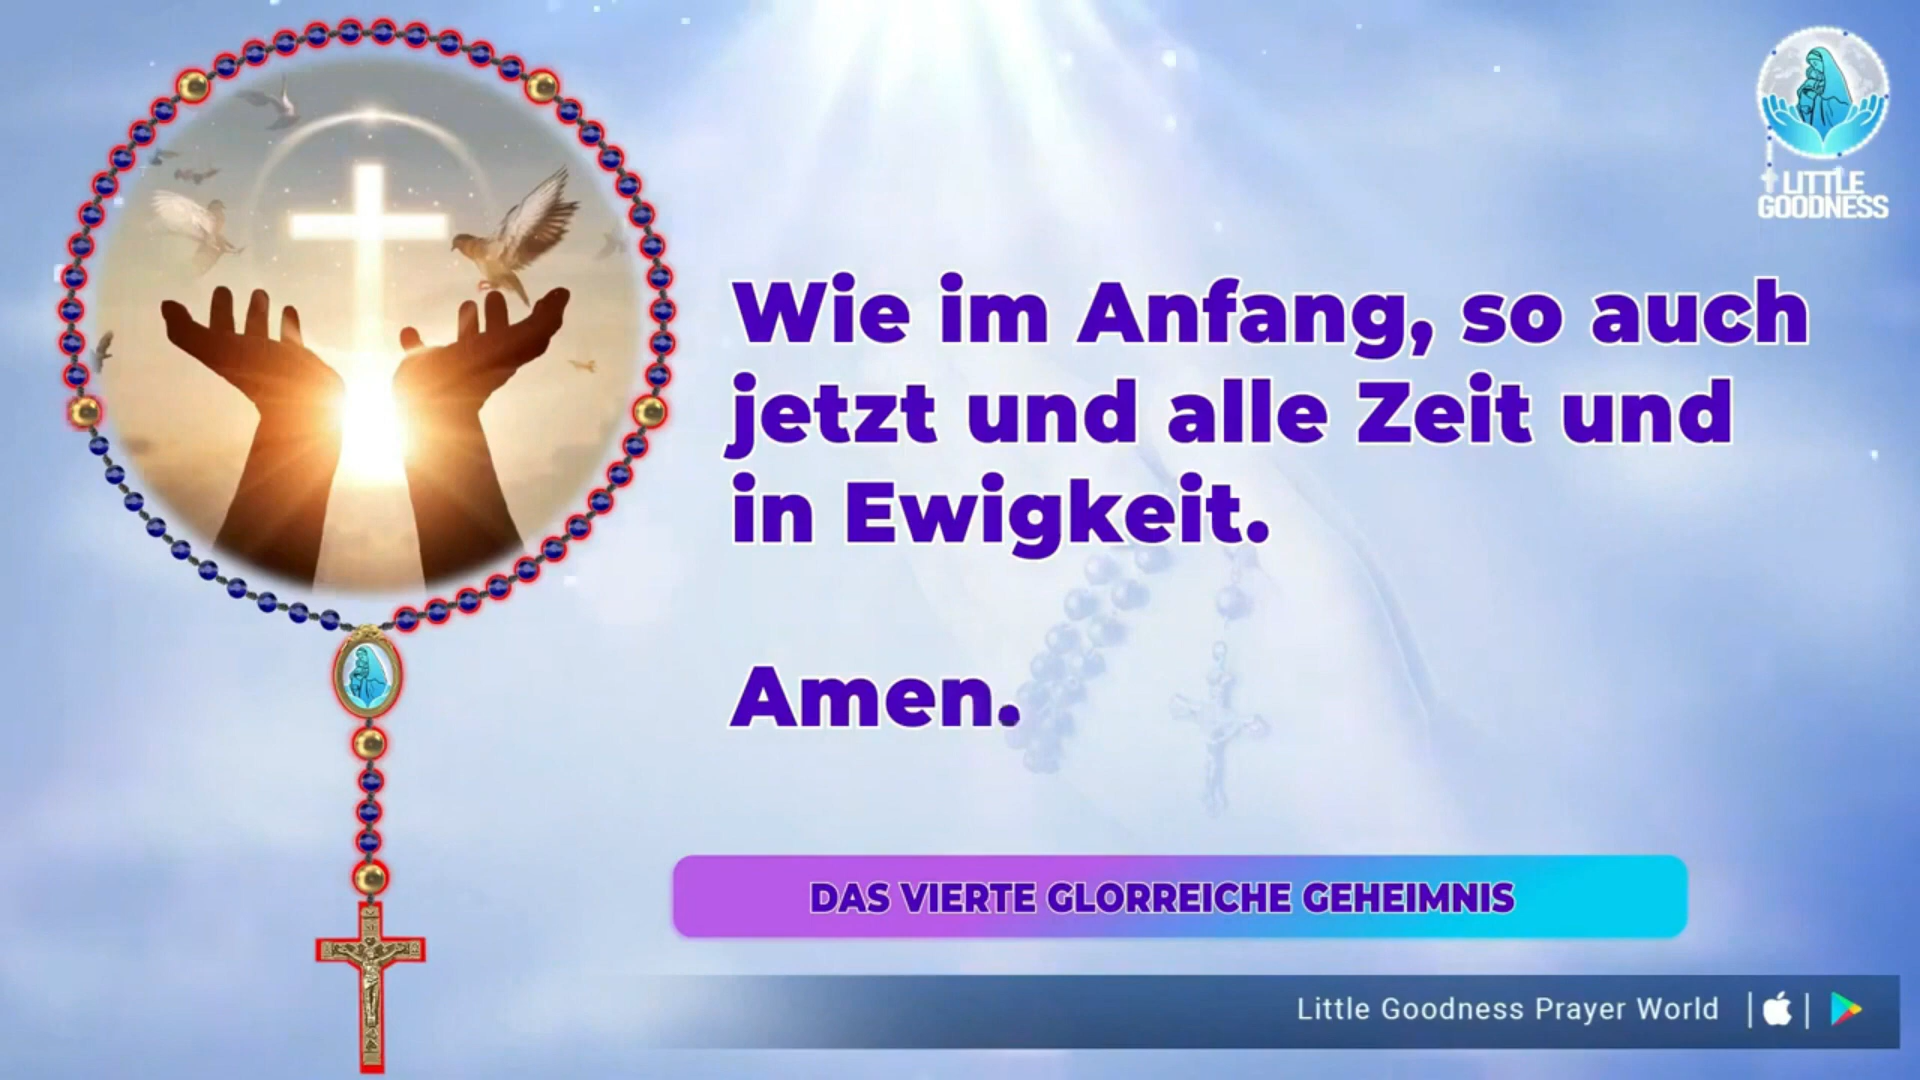 LITTLE
GOODNESS
Wie im Anfang, so auch
jetzt und alle Zeit und
in Ewigkeit.
Amen.
DAS VIERTE GLORREICHE GEHEIMNIS
Little Goodness Prayer World